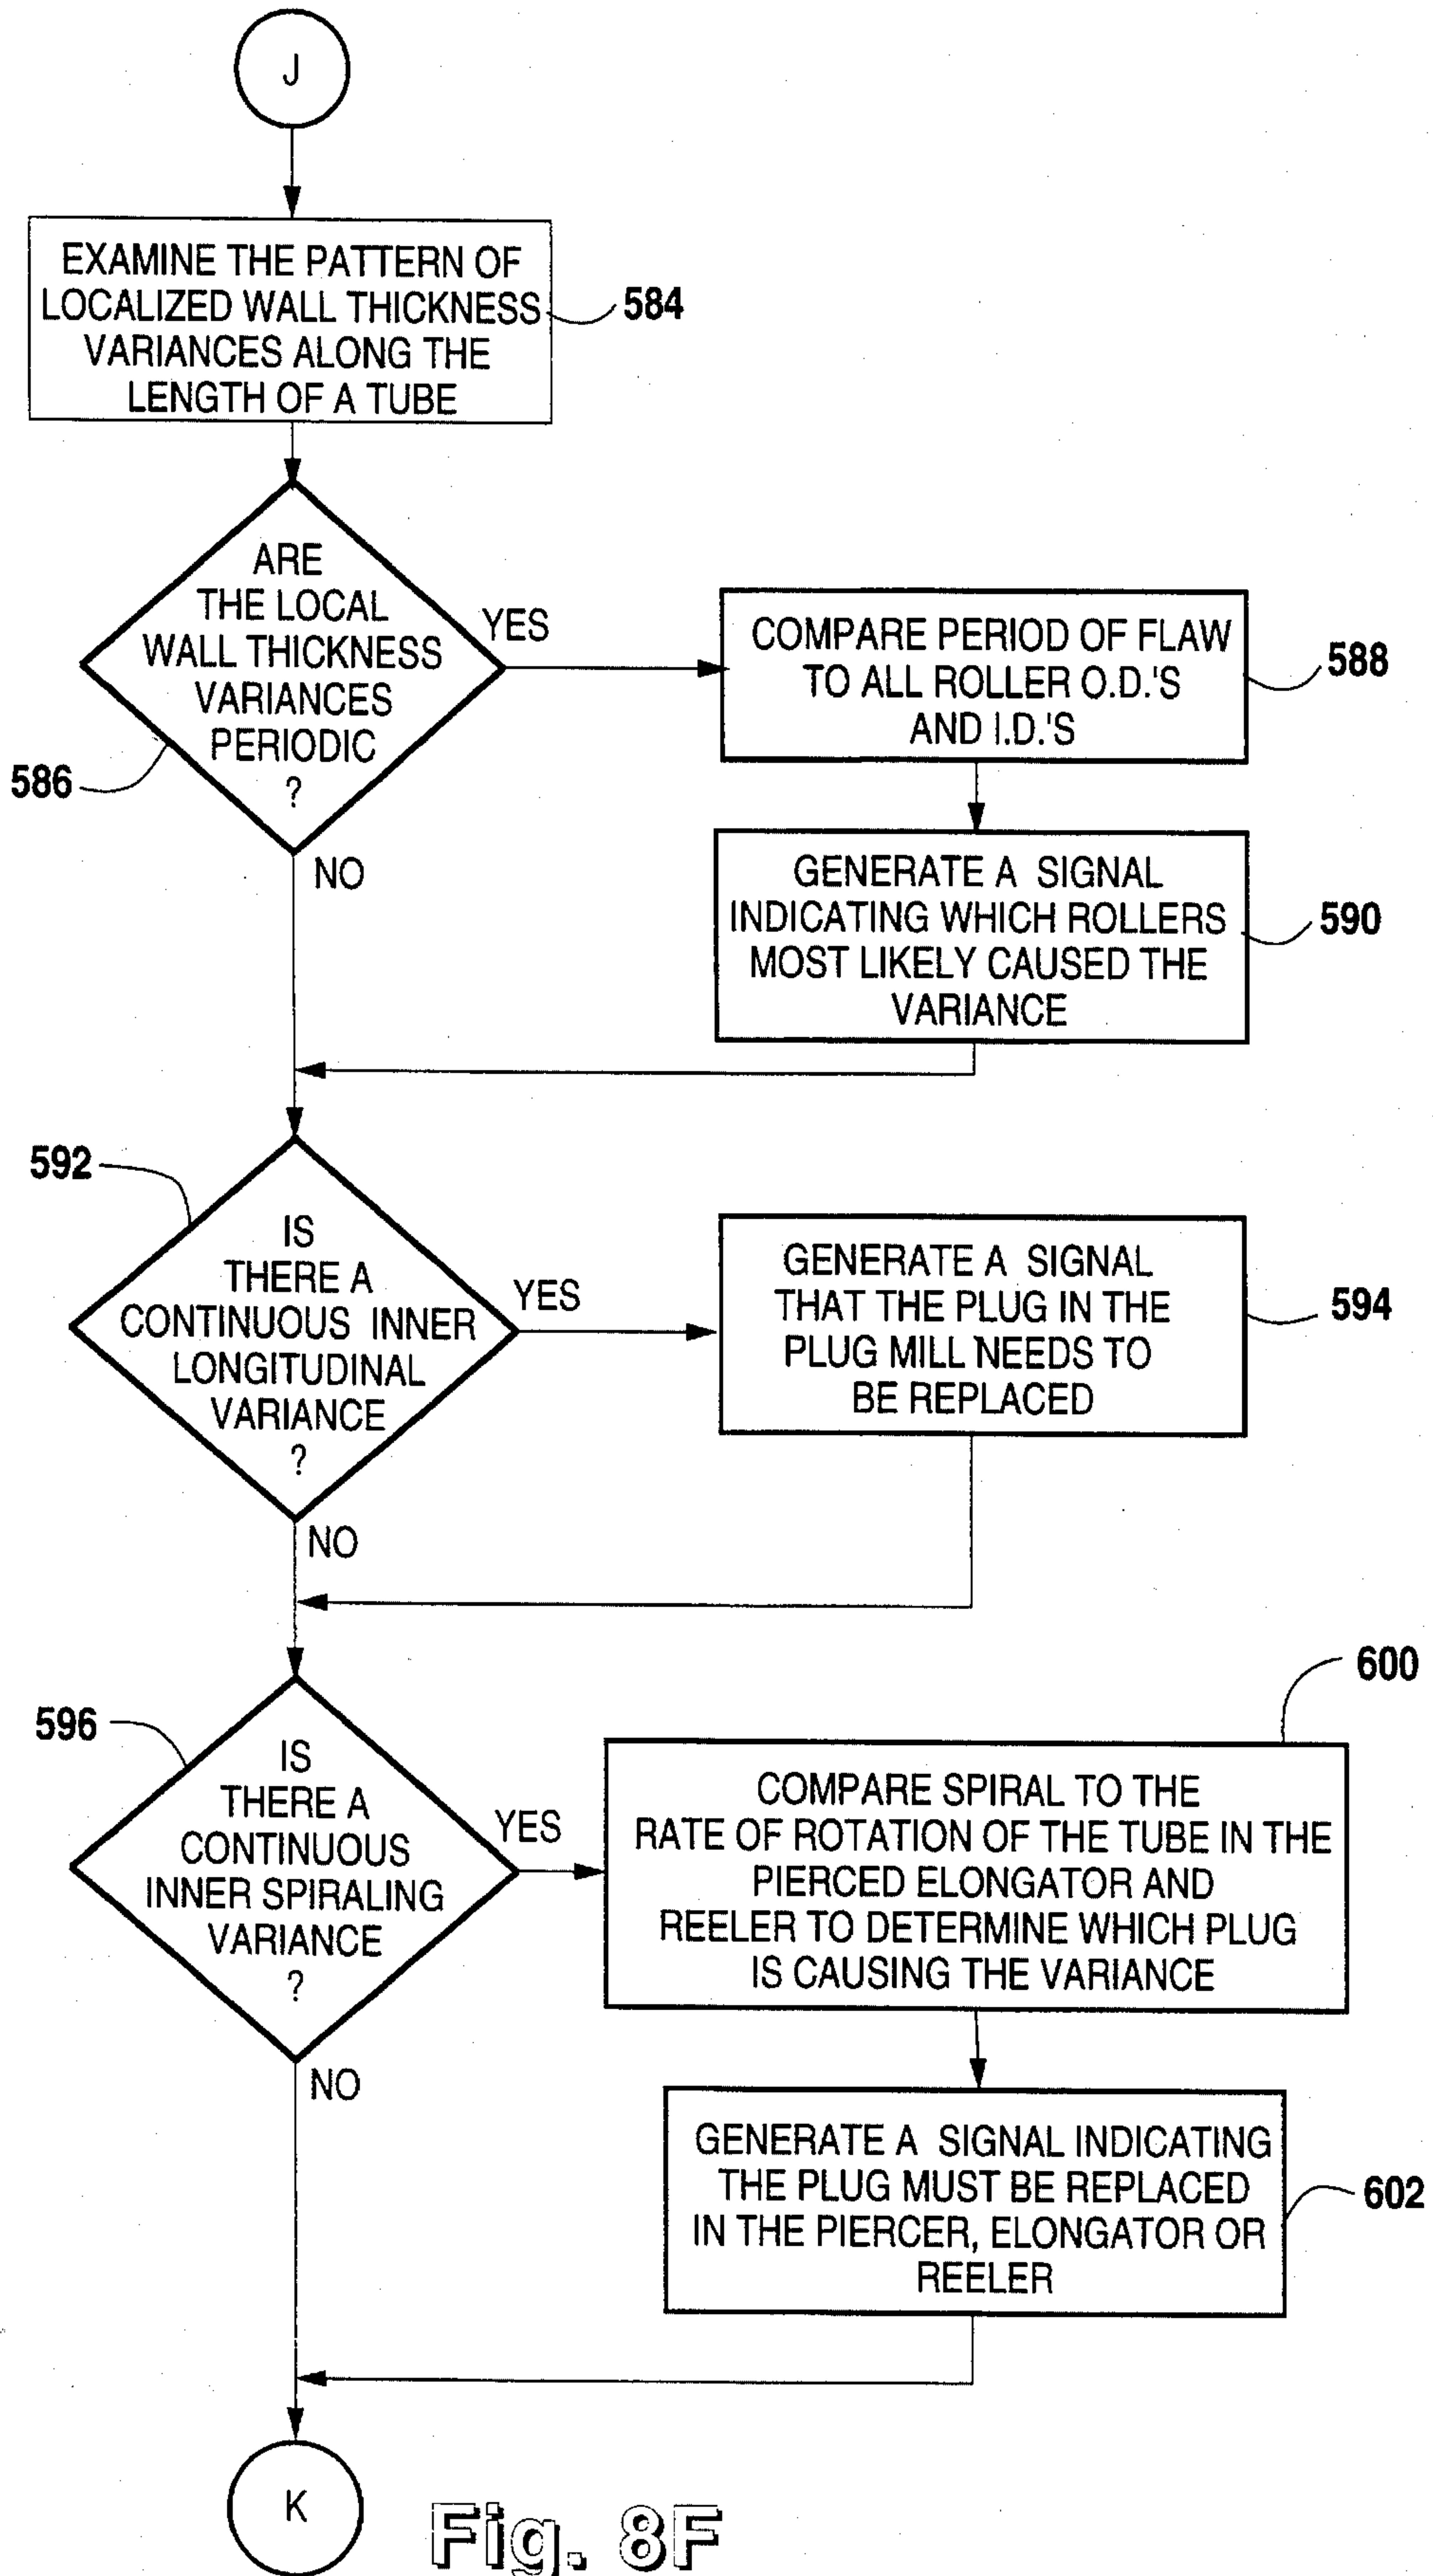 J
EXAMINE THE PATTERN OF
LOCALIZED WALL THICKNESS
VARIANCES ALONG THE
LENGTH OF A TUBE
584
ARE
THE LOCAL
WALL THICKNESS
VARIANCES
PERIODIC
?
586
YES
NO
COMPARE PERIOD OF FLAW
TO ALL ROLLER O.D.'S
AND I.D.'S
588
GENERATE A SIGNAL
INDICATING WHICH ROLLERS
MOST LIKELY CAUSED THE
VARIANCE
590
592
IS
THERE A
CONTINUOUS INNER
LONGITUDINAL
VARIANCE
?
YES
NO
GENERATE A SIGNAL
THAT THE PLUG IN THE
PLUG MILL NEEDS TO
BE REPLACED
594
596
IS
THERE A
CONTINUOUS
INNER SPIRALING
VARIANCE
?
YES
NO
600
COMPARE SPIRAL TO THE
RATE OF ROTATION OF THE TUBE IN THE
PIERCED ELONGATOR AND
REELER TO DETERMINE WHICH PLUG
IS CAUSING THE VARIANCE
GENERATE A SIGNAL INDICATING
THE PLUG MUST BE REPLACED
IN THE PIERCER, ELONGATOR OR
REELER
602
K
Fig. 8F